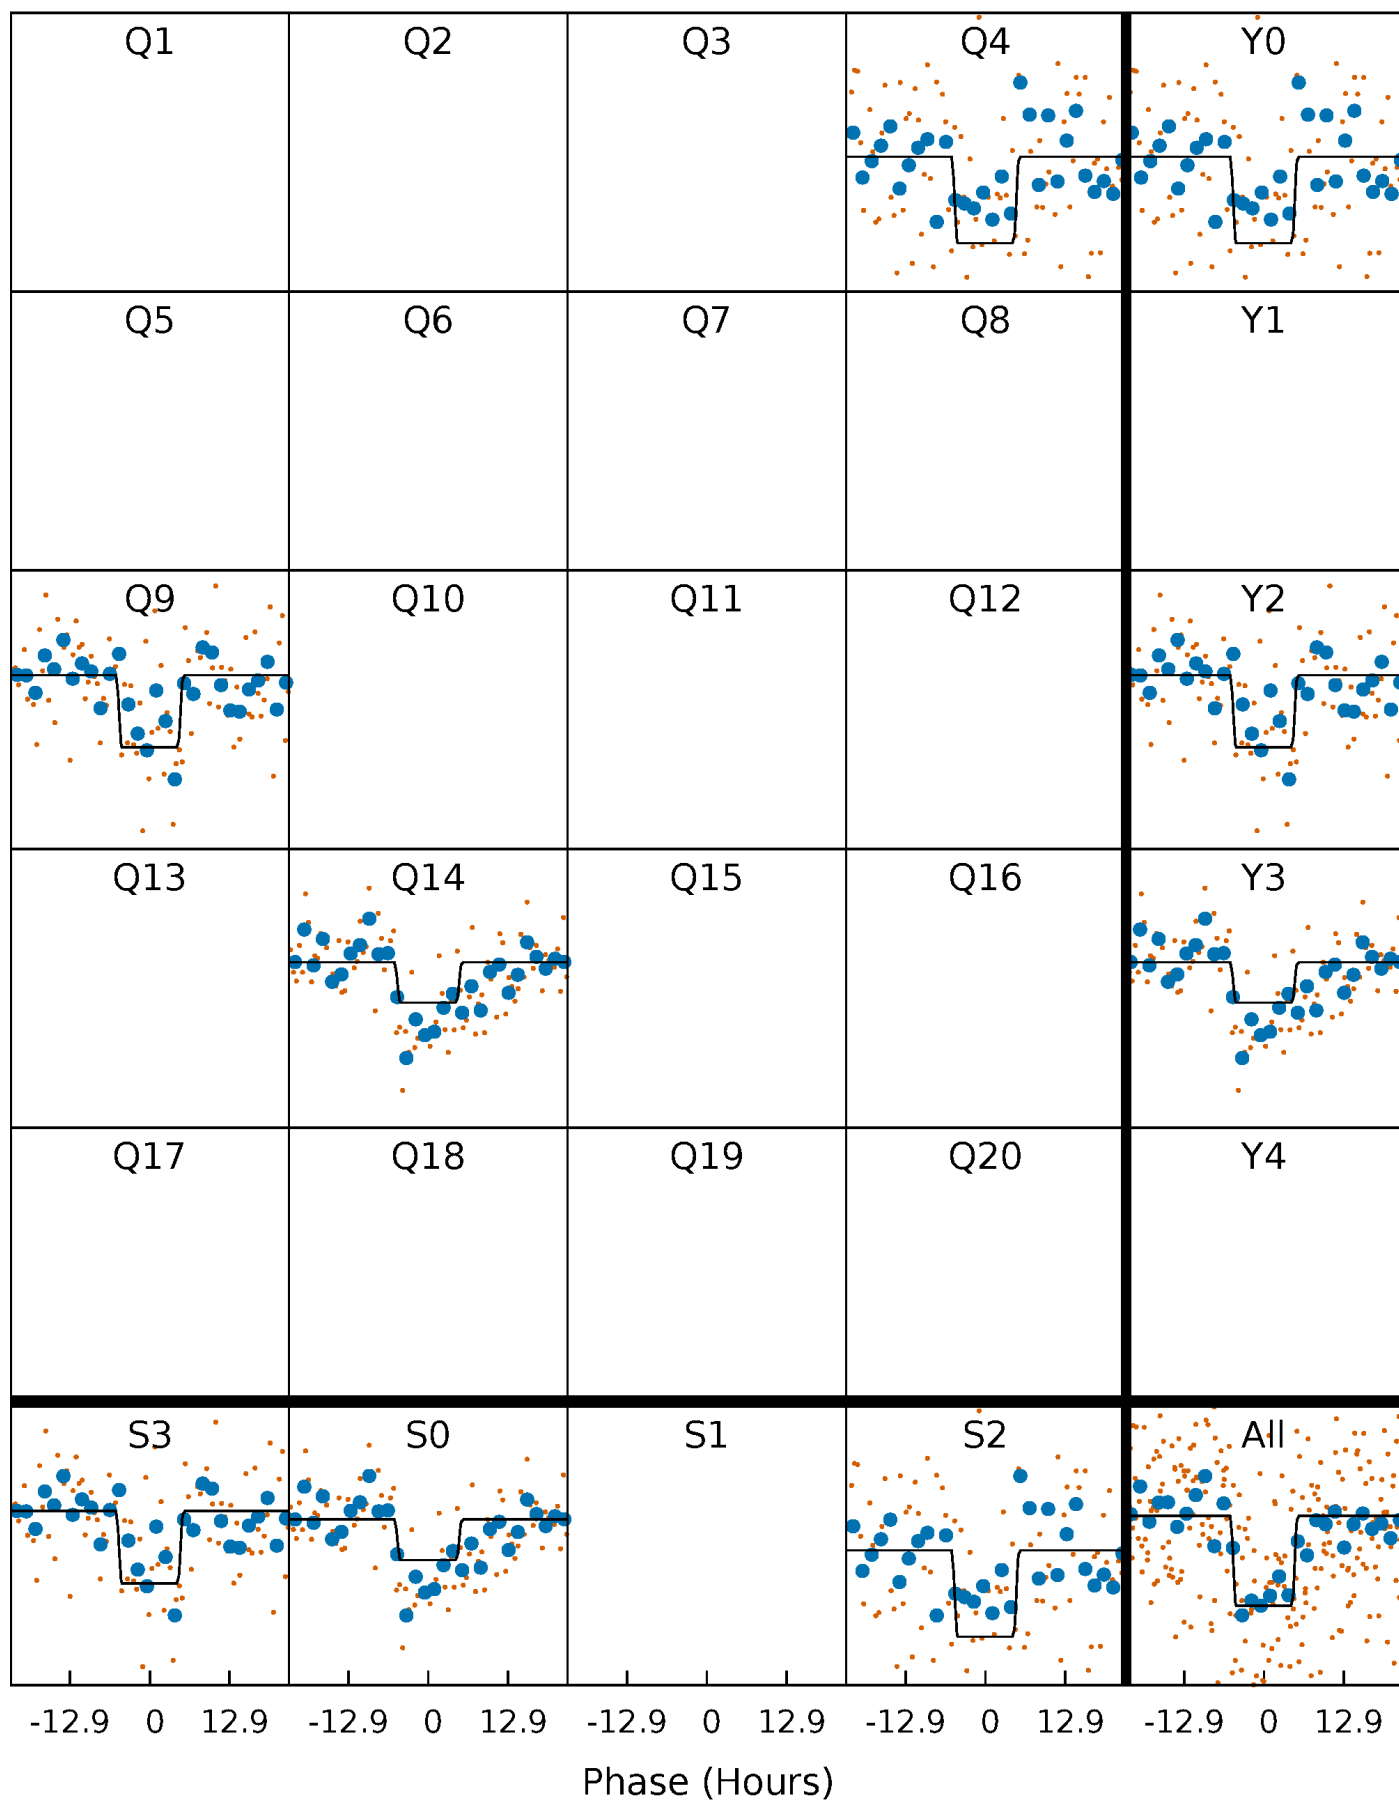 Q1 Q2 Q3 Q4 Y0
Q5 Q6 Q7 Q8 Y1
Q9 Q10 Q11 Q12 Y2
Q13 Q14 Q15 Q16 Y3
Q17 Q18 Q19 Q20 Y4
S3 S0 S1 S2 All
-12.9 0 12.9 -12.9 0 12.9 -12.9 0 12.9 -12.9 0 12.9 -12.9 0 12.9
Phase (Hours)